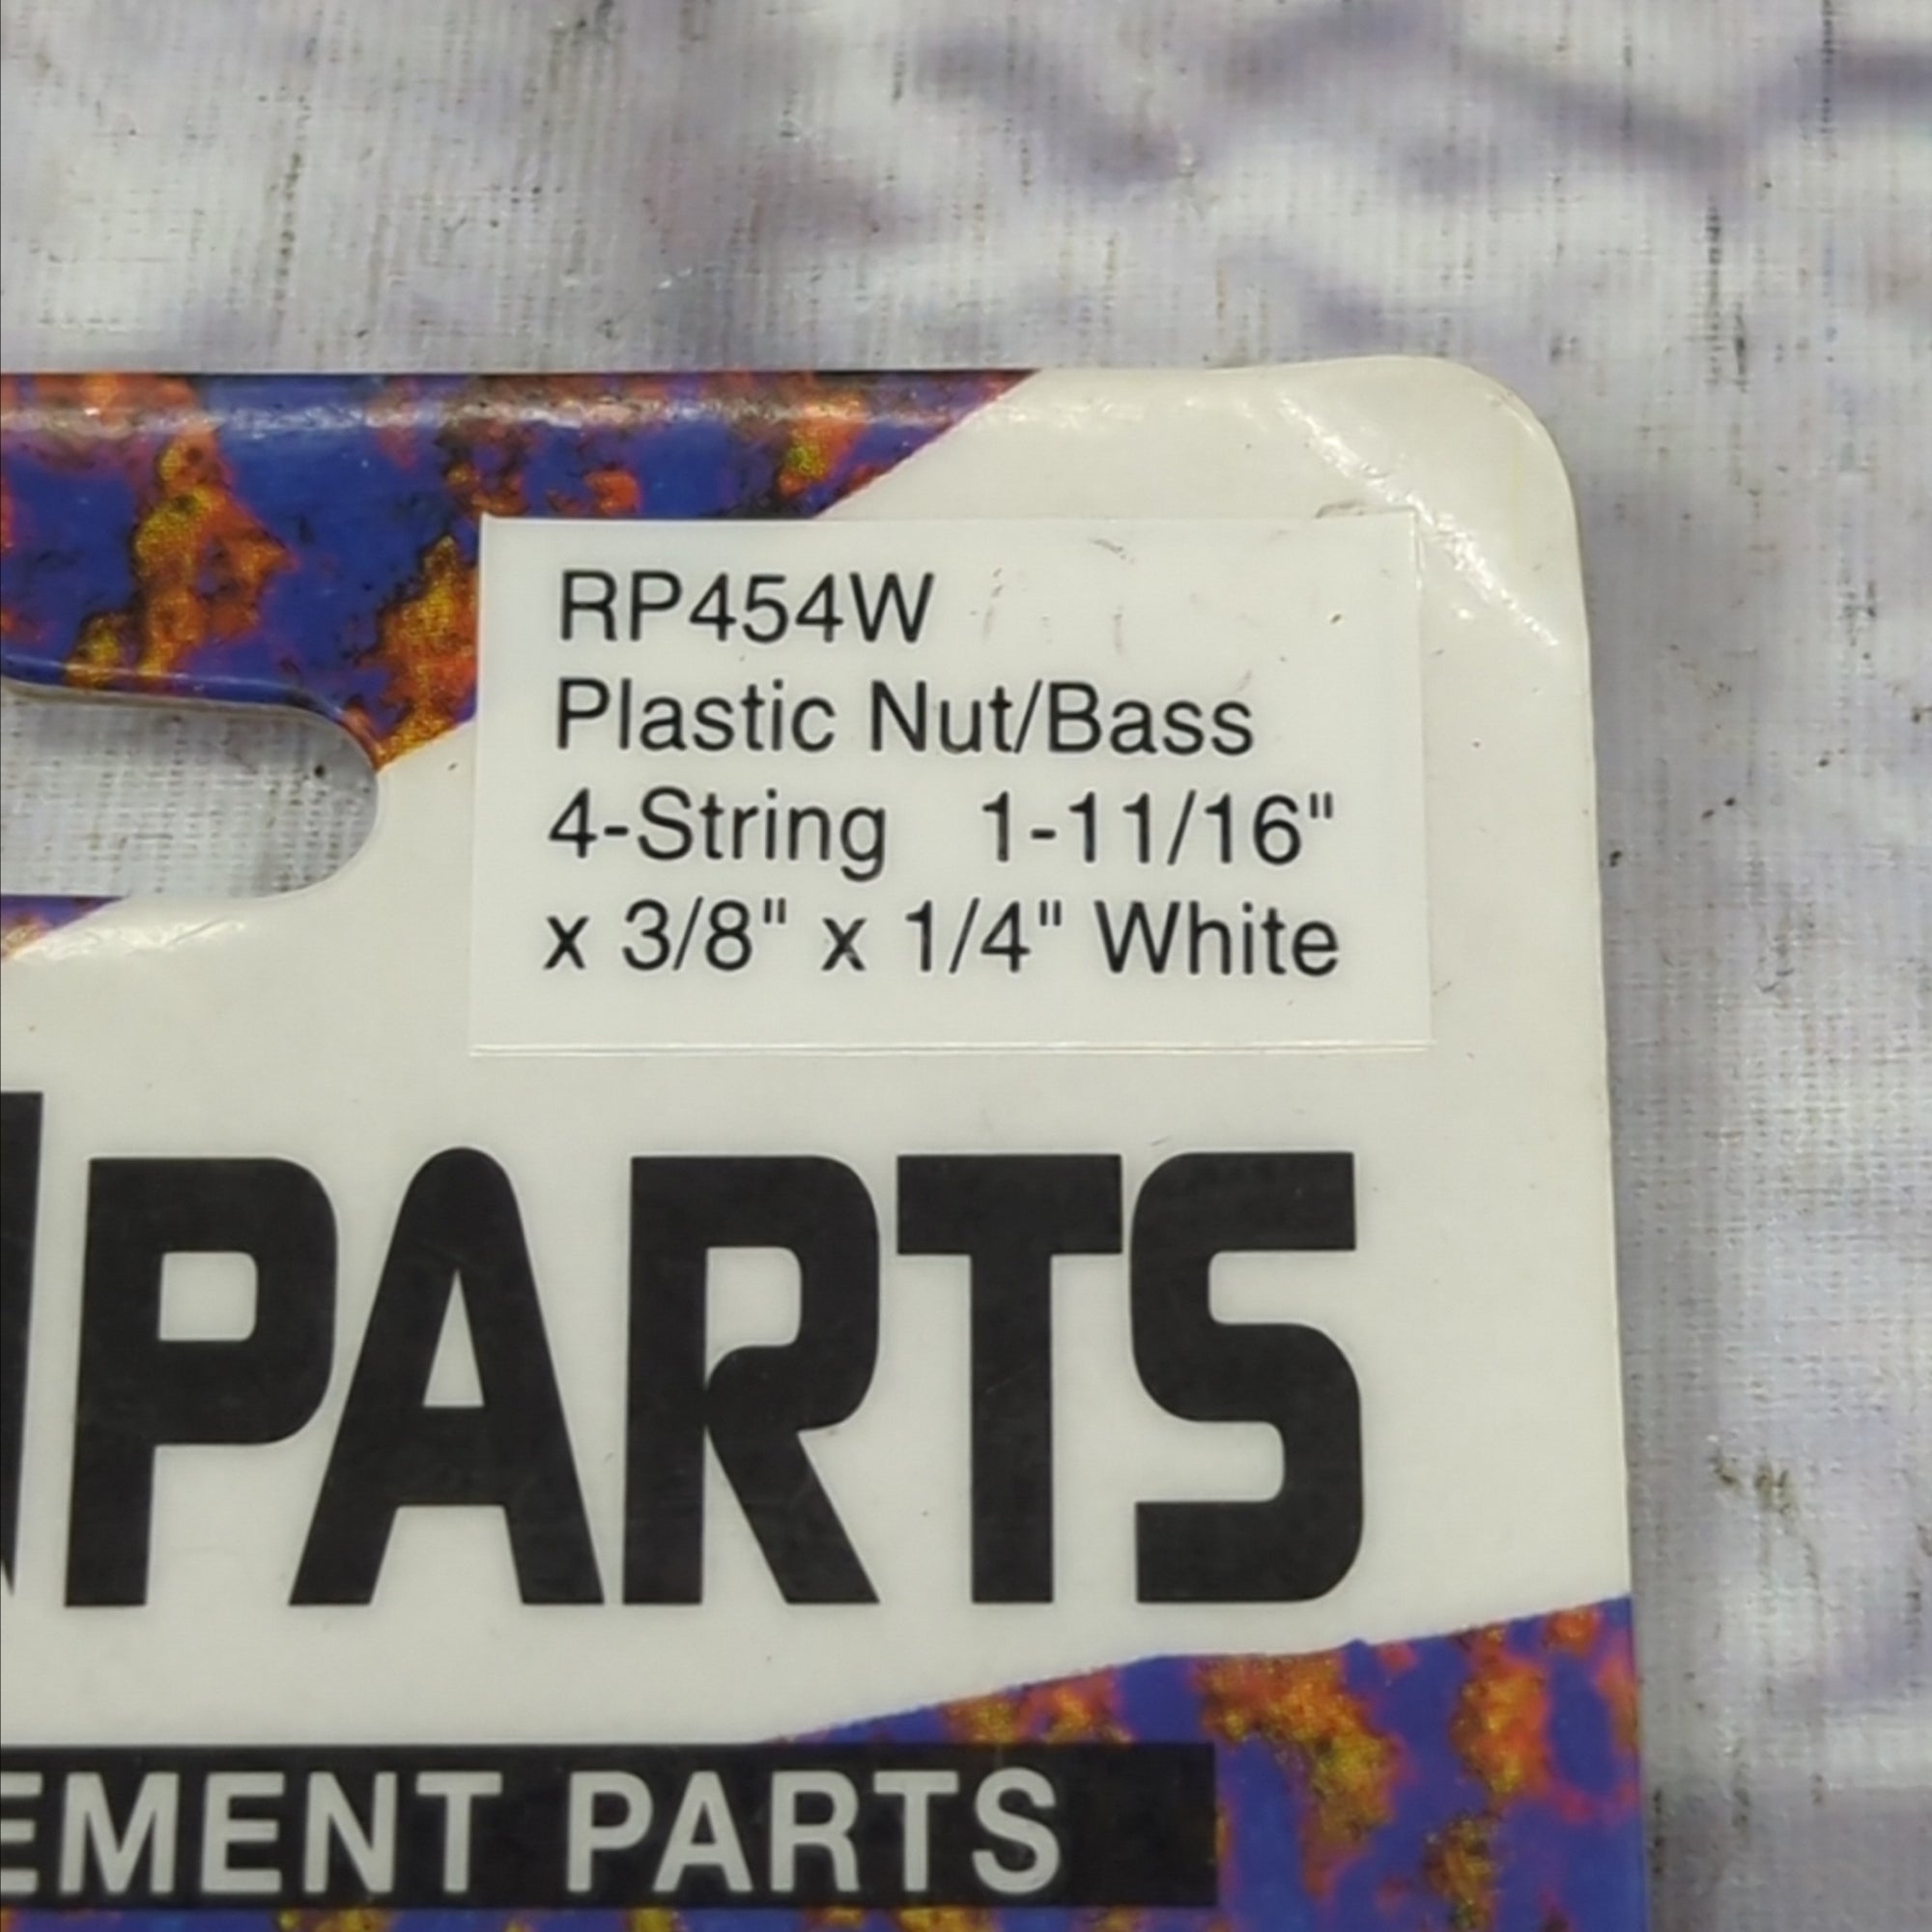 RP454W
Plastic Nut/Bass
4-String 1-11/16"
x 3/8" x 1/4" White
PARTS
EMENT PARTS